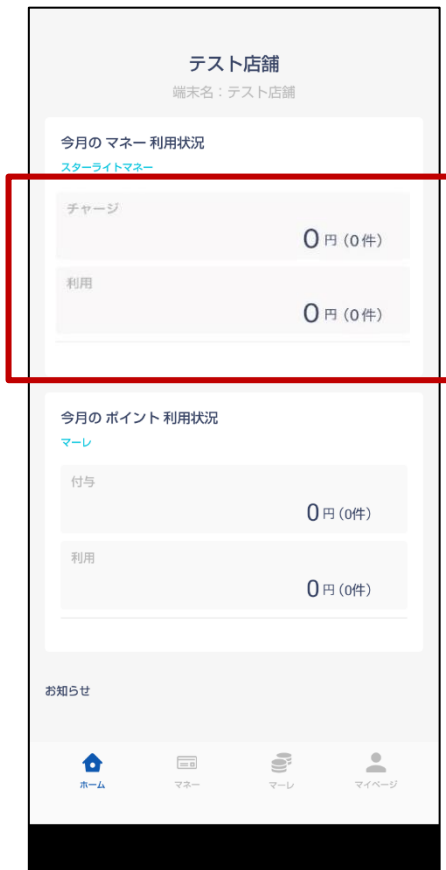 テスト店舗
端末名：テスト店舗
今月の マネー 利用状況
スターライトマネー
チャージ
0 円 (0 件)
利用
0 円 (0 件)
今月の ポイント 利用状況
マーレ
付与
0 円 (0件)
利用
0 円 (0件)
お知らせ
ホーム
マネー
マーレ
マイページ